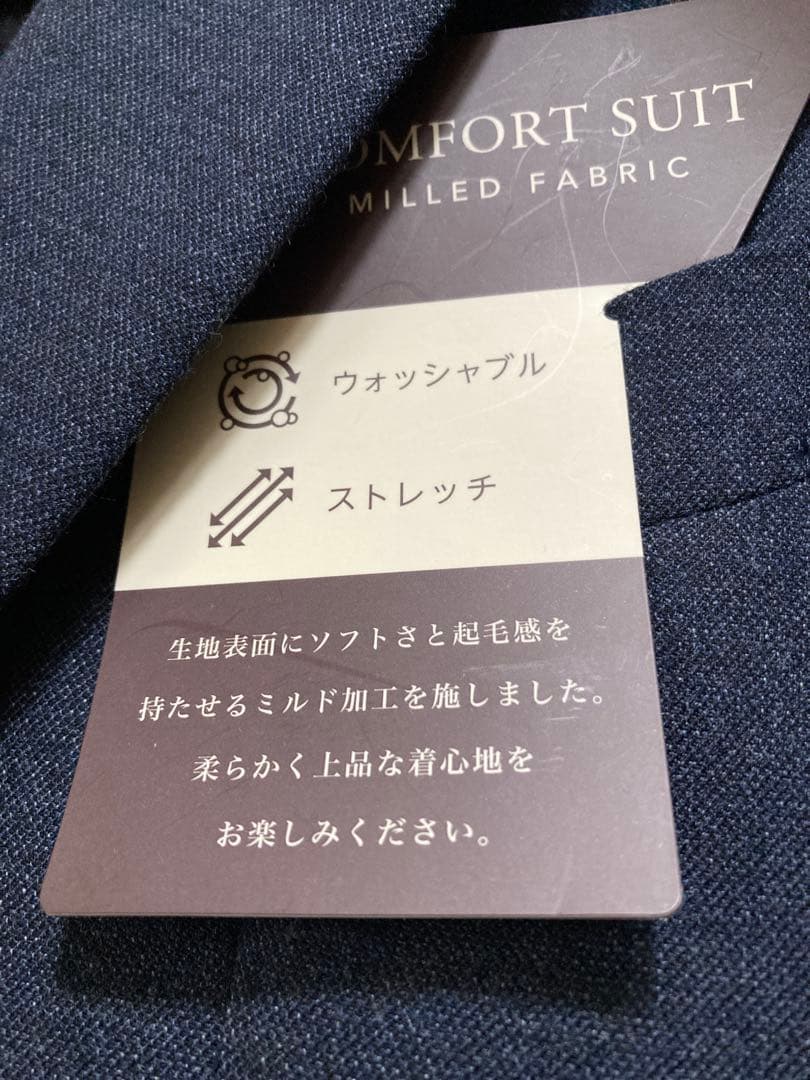 COMFORT SUIT
MILLED FABRIC
ウォッシャブル
ストレッチ
生地表面にソフトさと起毛感を
持たせるミルド加工を施しました。
柔らかく上品な着心地を
お楽しみください。